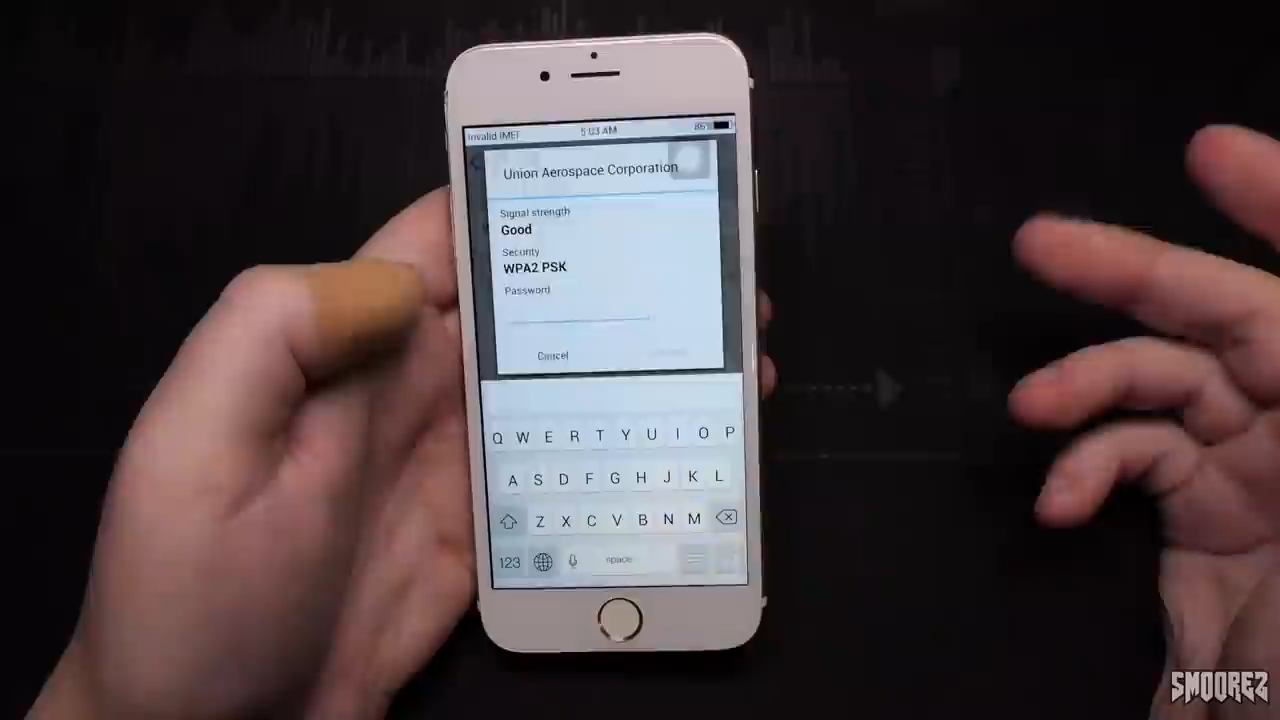 Invalid IMEI 5:03 AM 85%
Union Aerospace Corporation
Signal strength
Good
Security
WPA2 PSK
Password
Cancel
Q W E R T Y U I O P
A S D F G H J K L
Z X C V B N M
123 space
SMOOREZ